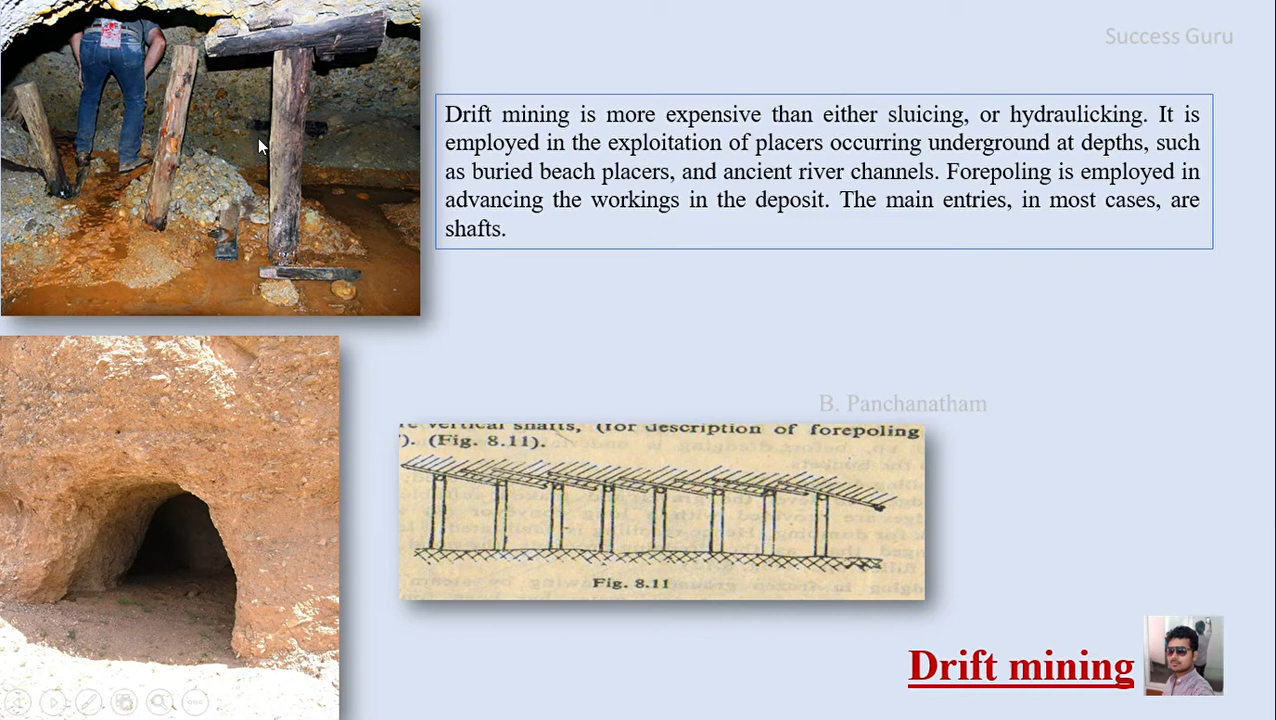 Success Guru
Drift mining is more expensive than either sluicing, or hydraulicking. It is
employed in the exploitation of placers occurring underground at depths, such
as buried beach placers, and ancient river channels. Forepoling is employed in
advancing the workings in the deposit. The main entries, in most cases, are
shafts.
B. Panchanatham
vertical shafts, (for description of forepoling
). (Fig. 8.11).
Fig. 8.11
Drift mining